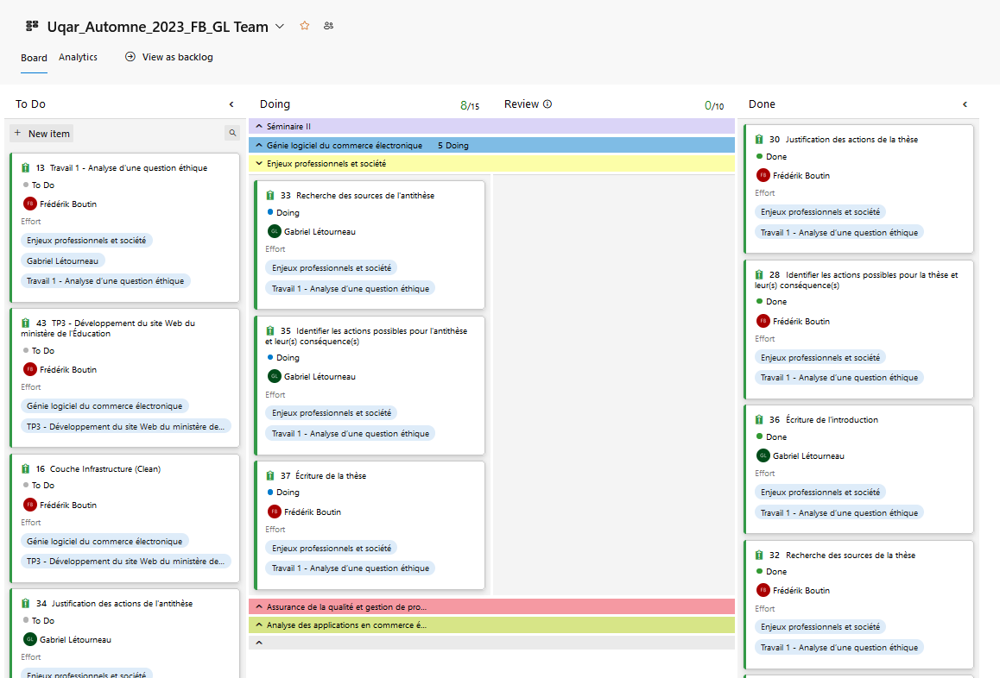 Uqar_Automne_2023_FB_GL Team
Board
Analytics
View as backlog
To Do
New item
13 Travail 1 - Analyse d'une question éthique
To Do
FB Frédérik Boutin
Effort
Enjeux professionnels et société
Gabriel Létourneau
Travail 1 - Analyse d'une question éthique
43 TP3 - Développement du site Web du
ministère de l'Éducation
To Do
FB Frédérik Boutin
Effort
Génie logiciel du commerce électronique
TP3 - Développement du site Web du ministère de...
16 Couche Infrastructure (Clean)
To Do
FB Frédérik Boutin
Effort
Génie logiciel du commerce électronique
TP3 - Développement du site Web du ministère de...
34 Justification des actions de l'antithèse
To Do
GL Gabriel Létourneau
Effort
Enjeux professionnels et société
Doing
8/15
Review
0/10
Séminaire II
Génie logiciel du commerce électronique 5 Doing
Enjeux professionnels et société
33 Recherche des sources de l'antithèse
Doing
GL Gabriel Létourneau
Effort
Enjeux professionnels et société
Travail 1 - Analyse d'une question éthique
35 Identifier les actions possibles pour l'antithèse
et leur(s) conséquence(s)
Doing
GL Gabriel Létourneau
Effort
Enjeux professionnels et société
Travail 1 - Analyse d'une question éthique
37 Écriture de la thèse
Doing
FB Frédérik Boutin
Effort
Enjeux professionnels et société
Travail 1 - Analyse d'une question éthique
Assurance de la qualité et gestion de pro...
Analyse des applications en commerce é...
Done
30 Justification des actions de la thèse
Done
FB Frédérik Boutin
Effort
Enjeux professionnels et société
Travail 1 - Analyse d'une question éthique
28 Identifier les actions possibles pour la thèse et
leur(s) conséquence(s)
Done
FB Frédérik Boutin
Effort
Enjeux professionnels et société
Travail 1 - Analyse d'une question éthique
36 Écriture de l'introduction
Done
GL Gabriel Létourneau
Effort
Enjeux professionnels et société
Travail 1 - Analyse d'une question éthique
32 Recherche des sources de la thèse
Done
FB Frédérik Boutin
Effort
Enjeux professionnels et société
Travail 1 - Analyse d'une question éthique